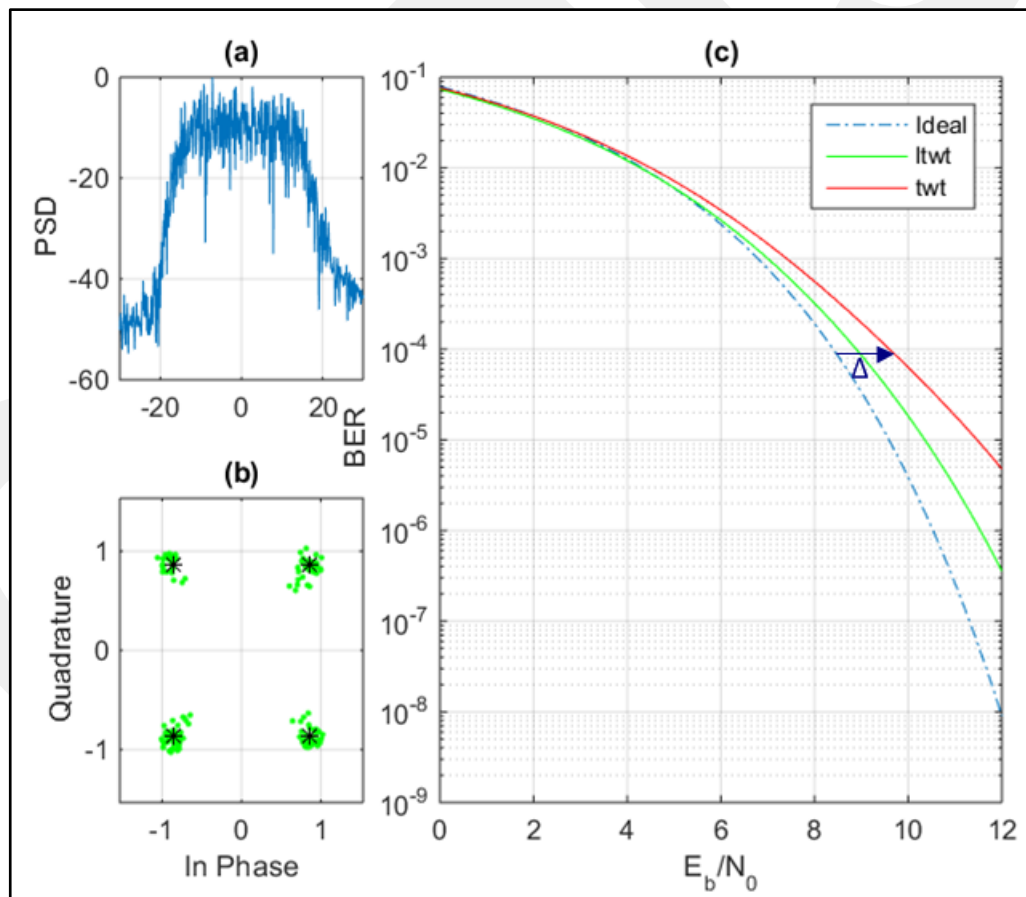 (a)
0
-20
-40
-60
PSD
-20 0 20
(b)
1
0
-1
Quadrature
-1 0 1
In Phase
(c)
10^-1
10^-2
10^-3
10^-4
10^-5
10^-6
10^-7
10^-8
10^-9
BER
Ideal
ltwt
twt
Δ
0 2 4 6 8 10 12
E_b/N_0